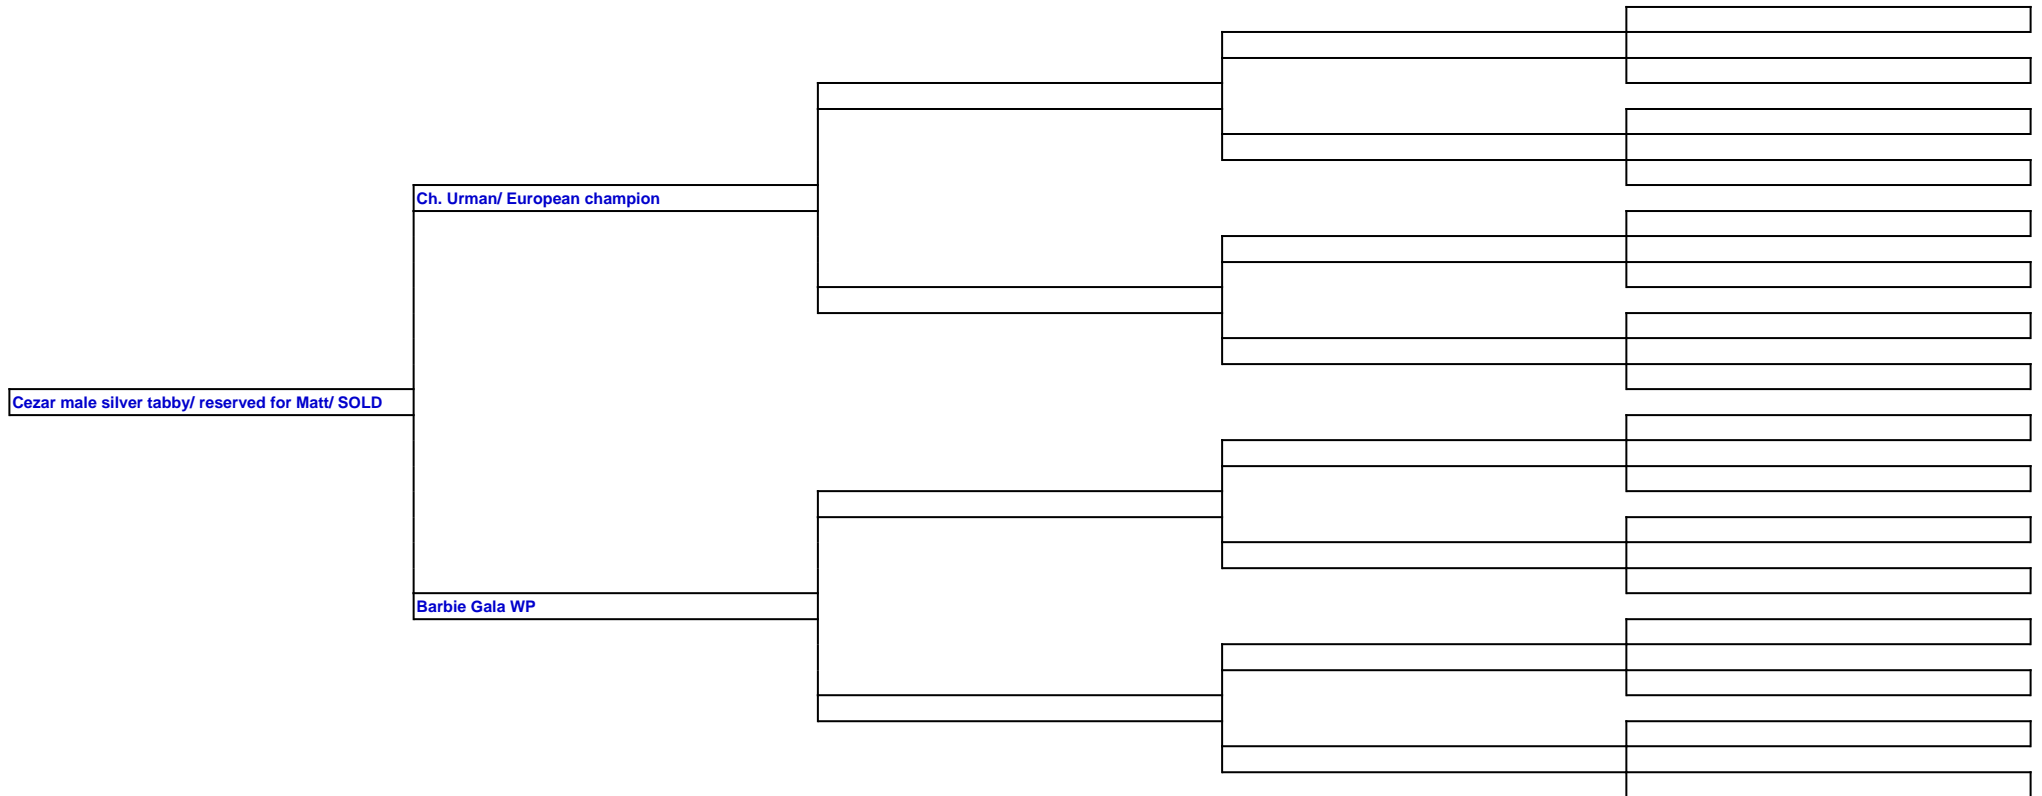 Ch. Urman/ European champion
Cezar male silver tabby/ reserved for Matt/ SOLD
Barbie Gala WP